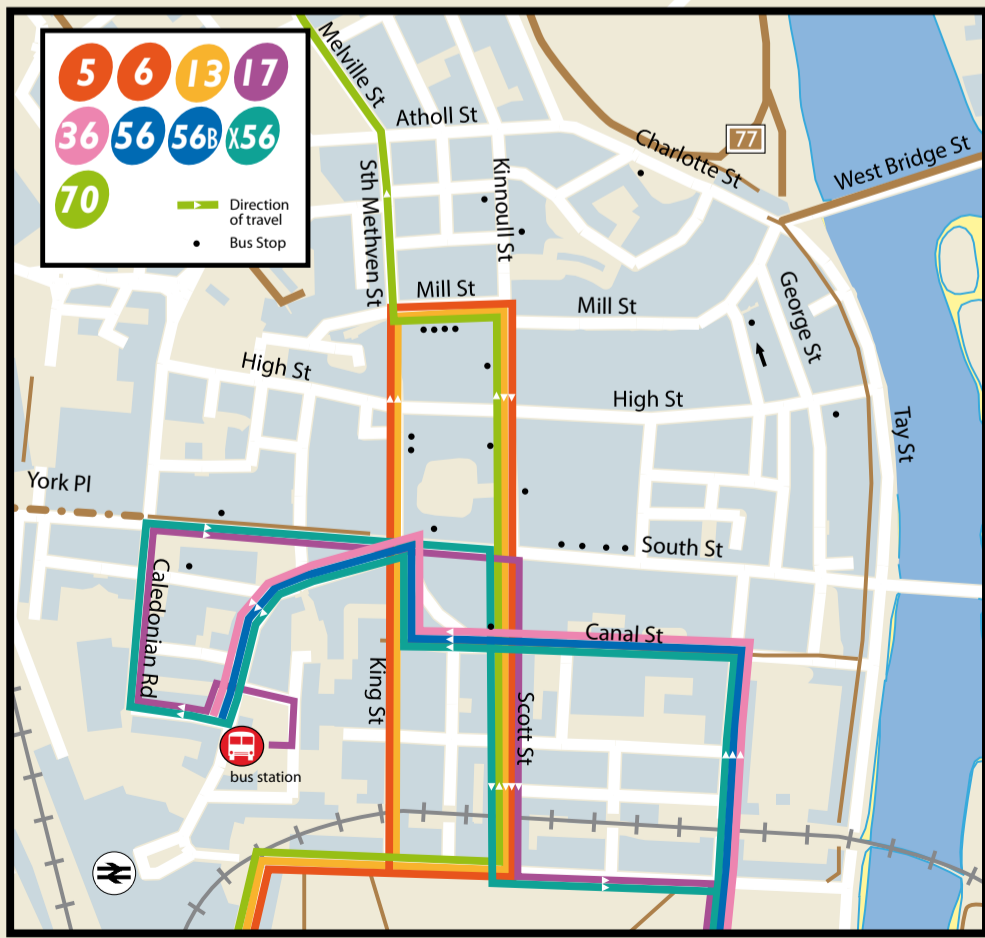 5 6 13 17
36 56 56B X56
70
Direction
of travel
Bus Stop
Melville St
Atholl St
77
Charlotte St
West Bridge St
Sth Methven St
Kinnoull St
Mill St
Mill St
George St
High St
High St
Tay St
York Pl
South St
Caledonian Rd
Canal St
King St
Scott St
bus station